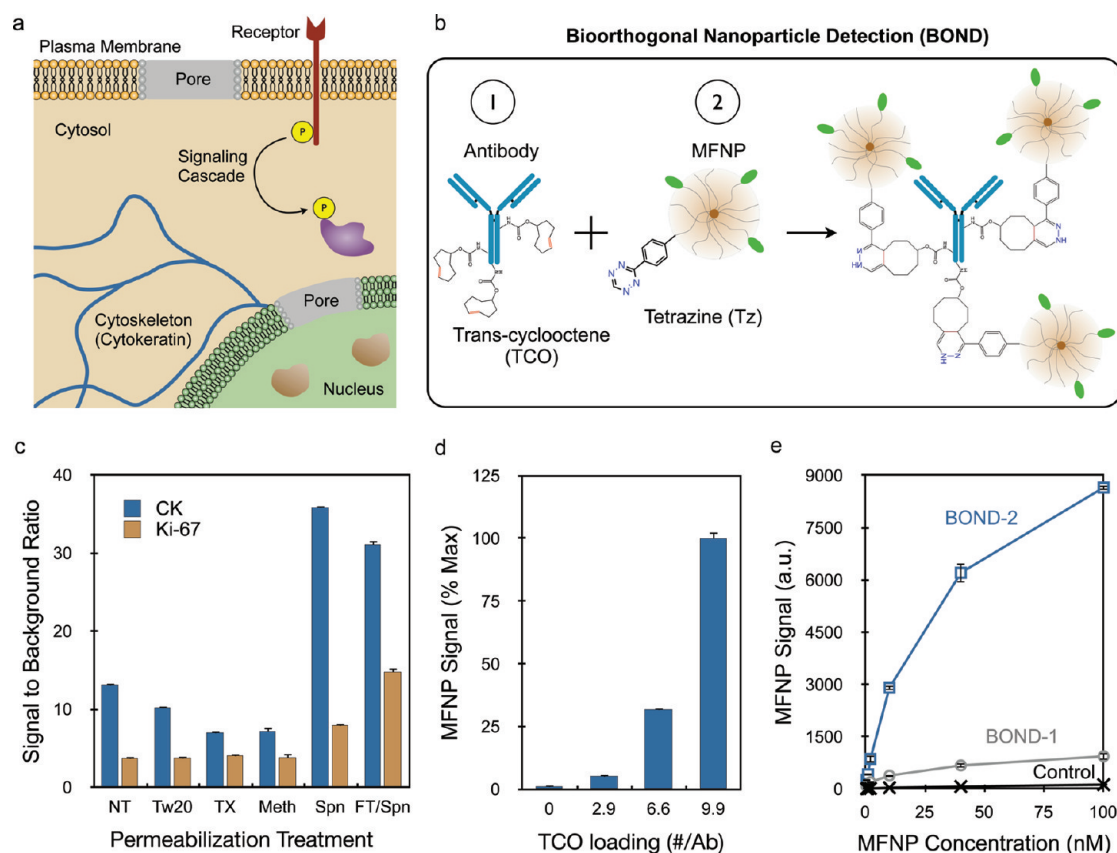 a
Receptor
Plasma Membrane
Pore
P
Cytosol
Signaling
Cascade
P
Cytoskeleton
(Cytokeratin)
Pore
Nucleus
b
Bioorthogonal Nanoparticle Detection (BOND)
1
2
Antibody
MFNP
Trans-cyclooctene
(TCO)
Tetrazine (Tz)
c
Signal to Background Ratio
40
30
20
10
0
CK
Ki-67
NT Tw20 TX Meth Spn FT/Spn
Permeabilization Treatment
d
MFNP Signal (% Max)
125
100
75
50
25
0
0 2.9 6.6 9.9
TCO loading (#/Ab)
e
MFNP Signal (a.u.)
9000
7500
6000
4500
3000
1500
0
BOND-2
BOND-1
Control
0 25 50 75 100
MFNP Concentration (nM)